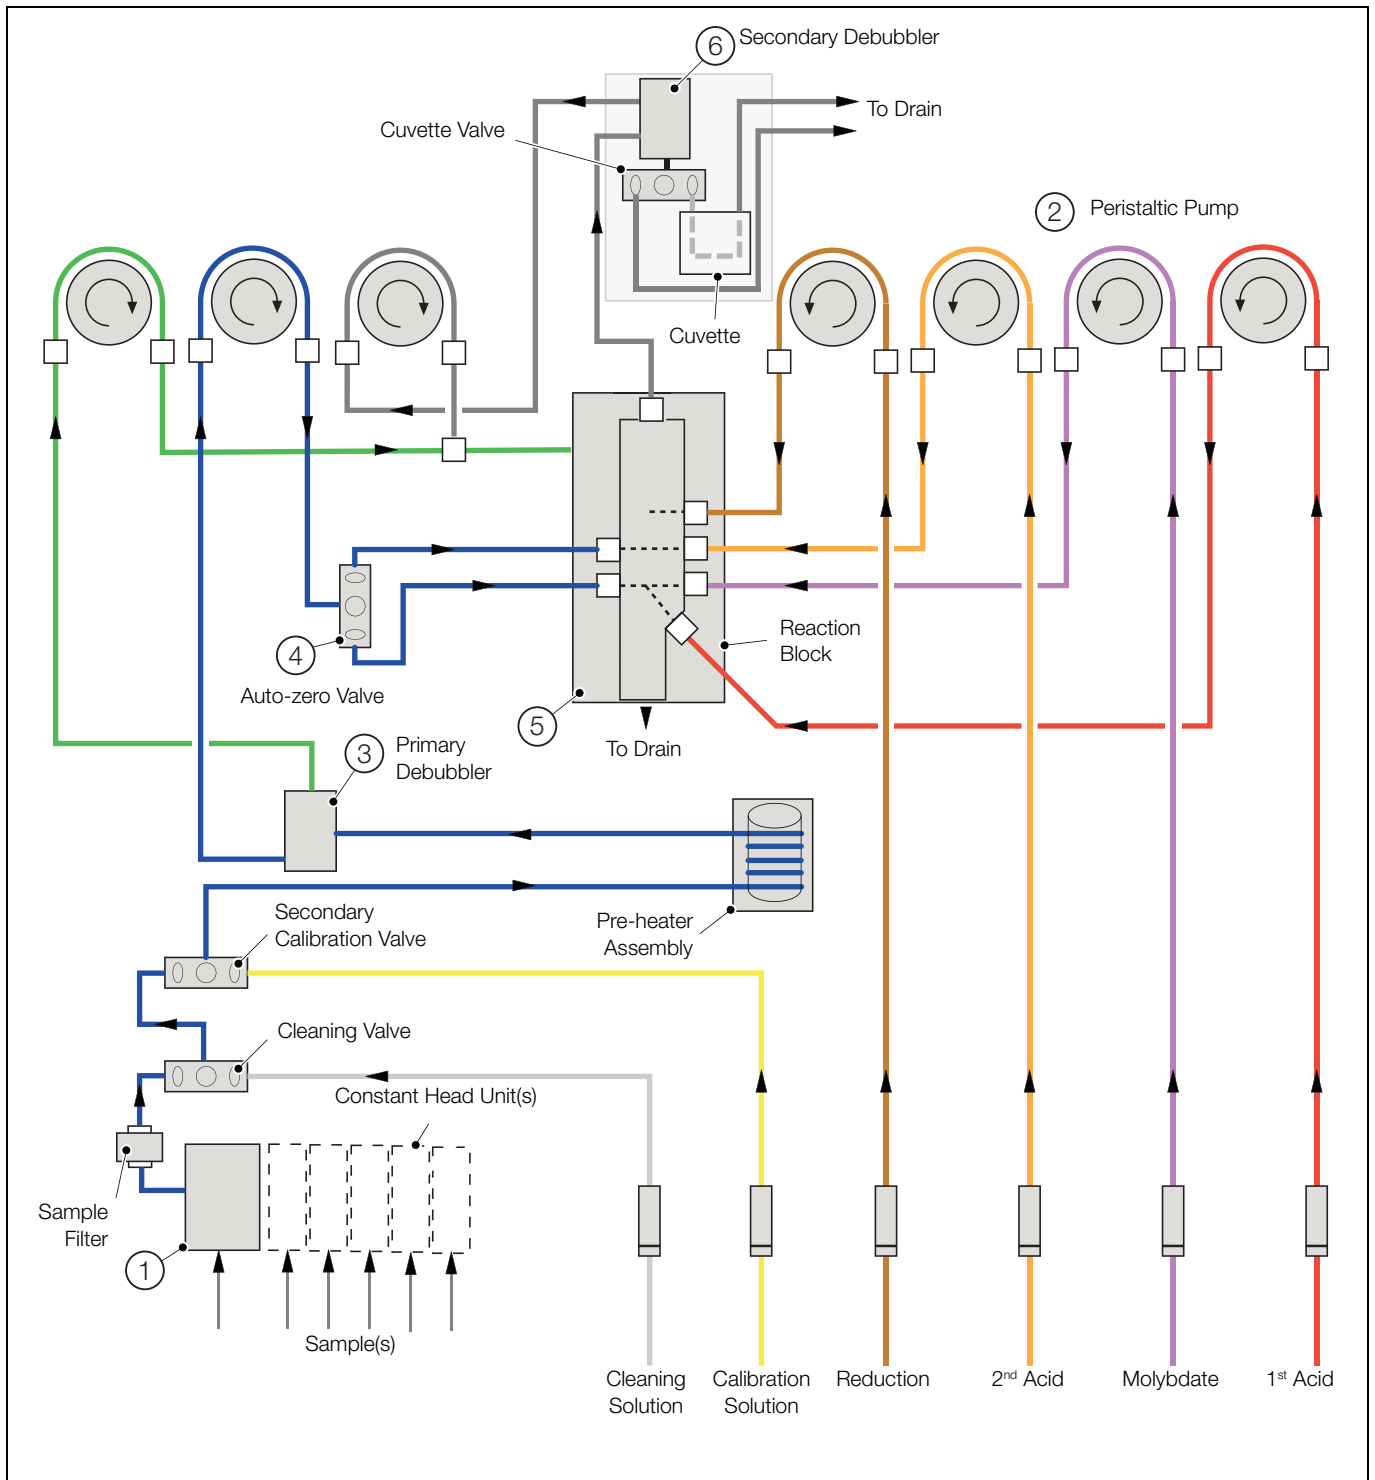 6 Secondary Debubbler
To Drain
Cuvette Valve
2 Peristaltic Pump
Cuvette
Reaction
Block
4
Auto-zero Valve
5
To Drain
3 Primary
Debubbler
Secondary
Calibration Valve
Pre-heater
Assembly
Cleaning Valve
Constant Head Unit(s)
Sample
Filter
1
Sample(s)
Cleaning
Solution
Calibration
Solution
Reduction
2nd Acid
Molybdate
1st Acid